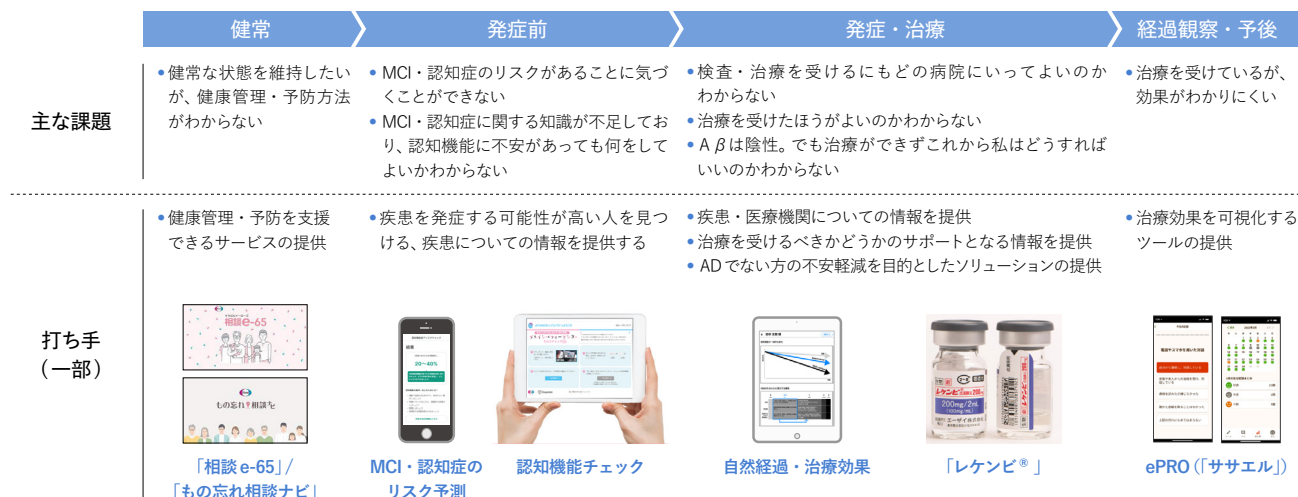 健常
発症前
発症・治療
経過観察・予後
主な課題
•健常な状態を維持したい
が、健康管理・予防方法
がわからない
•MCI・認知症のリスクがあることに気づ
くことができない
•MCI・認知症に関する知識が不足してお
り、認知機能に不安があっても何をして
よいかわからない
•検査・治療を受けるにもどの病院にいってよいのか
わからない
•治療を受けたほうがよいのかわからない
•Aβは陰性。でも治療ができずこれから私はどうすれば
いいのかわからない
•治療を受けているが、
効果がわかりにくい
打ち手
(一部)
•健康管理・予防を支援
できるサービスの提供
•疾患を発症する可能性が高い人を見つ
ける、疾患についての情報を提供する
•疾患・医療機関についての情報を提供
•治療を受けるべきかどうかのサポートとなる情報を提供
•ADでない方の不安軽減を目的としたソリューションの提供
•治療効果を可視化する
ツールの提供
相談e-65
もの忘れ相談ナビ
20~40%
レケンビ
200mg/2mL
(100mg/mL)
エーザイ株式会社
「相談e-65」/
「もの忘れ相談ナビ」
MCI・認知症の
リスク予測
認知機能チェック
自然経過・治療効果
「レケンビ®」
ePRO(「ササエル」)